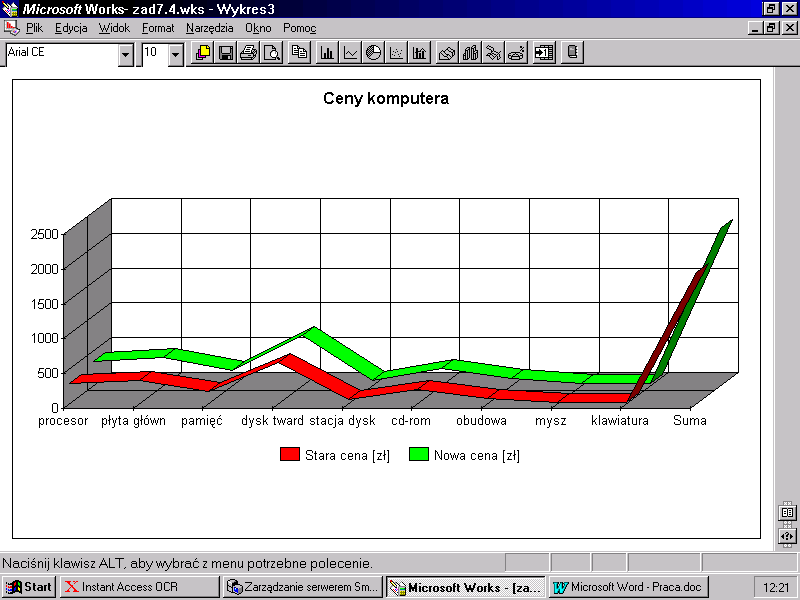 Microsoft Works- zad7.4.wks - Wykres3
Plik Edycja Widok Format Narzędzia Okno Pomoc
Arial CE 10
Ceny komputera
2500
2000
1500
1000
500
0
procesor płyta główn pamięć dysk tward stacja dysk cd-rom obudowa mysz klawiatura Suma
Stara cena [zł] Nowa cena [zł]
Naciśnij klawisz ALT, aby wybrać z menu potrzebne polecenie.
Start Instant Access OCR Zarządzanie serwerem Sm... Microsoft Works - [za... Microsoft Word - Praca.doc 12:21